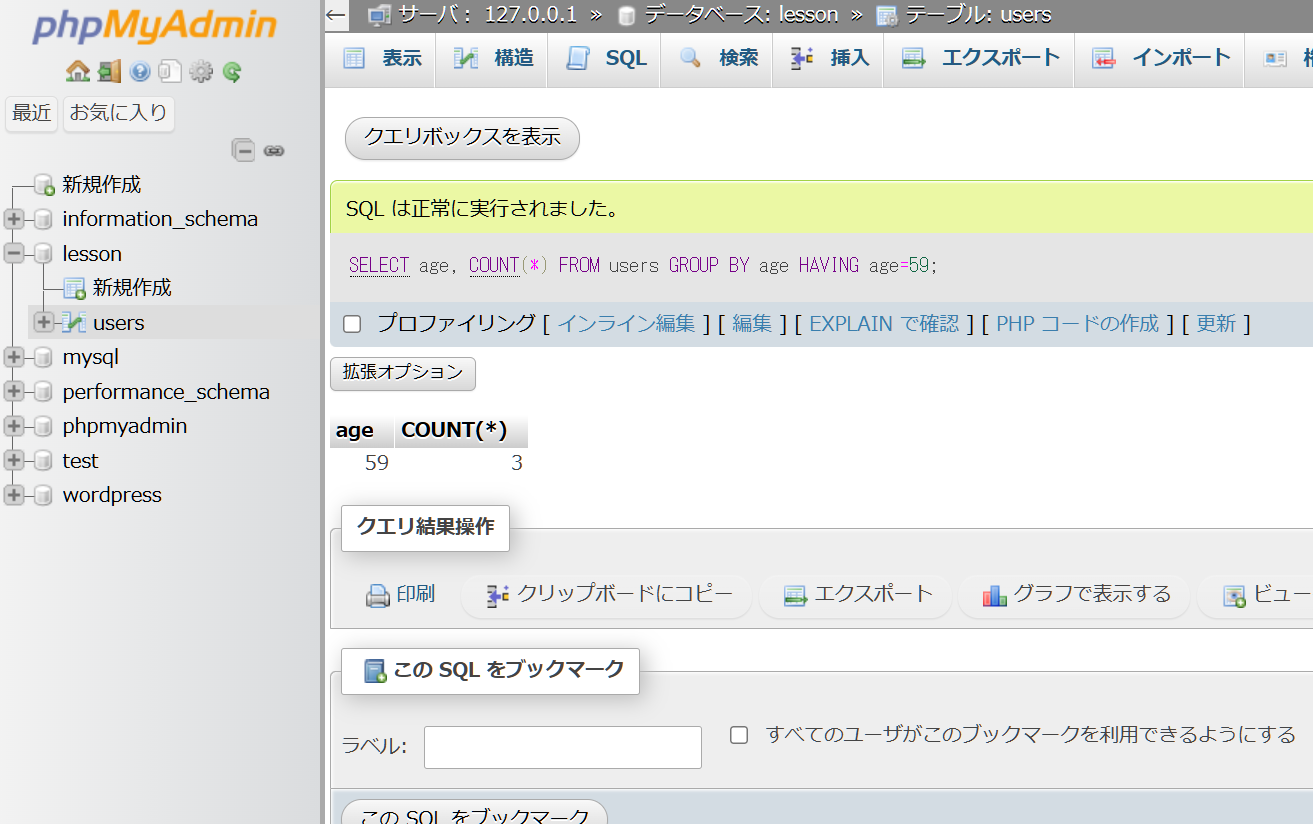 phpMyAdmin
最近 お気に入り
新規作成
information_schema
lesson
新規作成
users
mysql
performance_schema
phpmyadmin
test
wordpress
← サーバ: 127.0.0.1 » データベース: lesson » テーブル: users
表示 構造 SQL 検索 挿入 エクスポート インポート
クエリボックスを表示
SQL は正常に実行されました。
SELECT age, COUNT(*) FROM users GROUP BY age HAVING age=59;
プロファイリング [ インライン編集 ] [ 編集 ] [ EXPLAIN で確認 ] [ PHP コードの作成 ] [ 更新 ]
拡張オプション
age COUNT(*)
59 3
クエリ結果操作
印刷 クリップボードにコピー エクスポート グラフで表示する ビュー
この SQL をブックマーク
ラベル: すべてのユーザがこのブックマークを利用できるようにする
この SQL をブックマーク